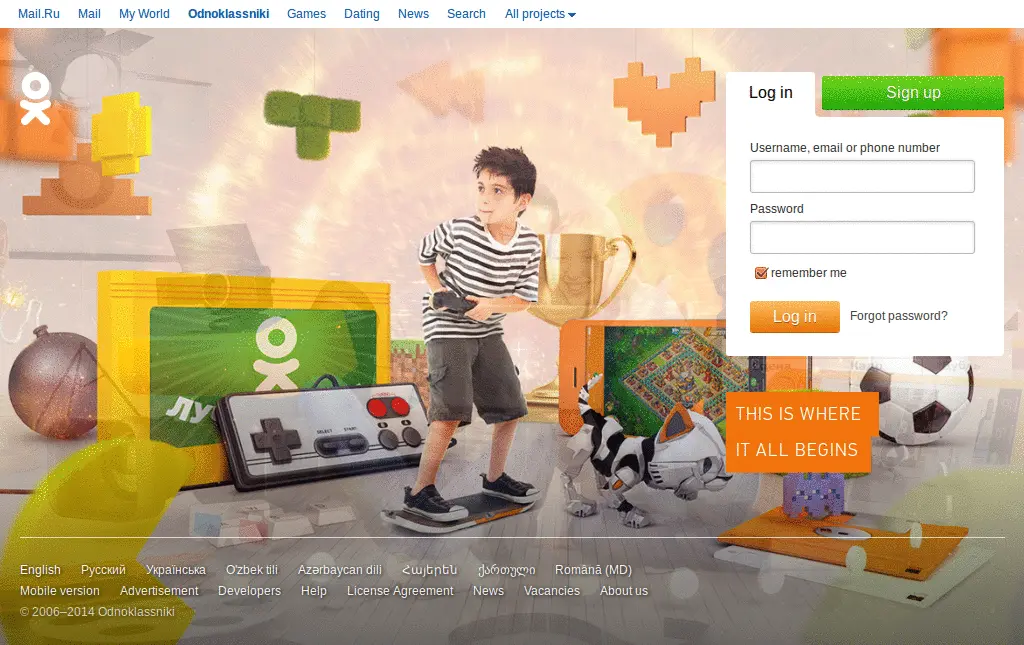 Mail.Ru Mail My World Odnoklassniki Games Dating News Search All projects
Log in Sign up
Username, email or phone number
Password
remember me
Log in Forgot password?
SELECT START
THIS IS WHERE
IT ALL BEGINS
English Русский Українська O'zbek tili Azərbaycan dili Հայերեն ქართული Română (MD)
Mobile version Advertisement Developers Help License Agreement News Vacancies About us
© 2006–2014 Odnoklassniki